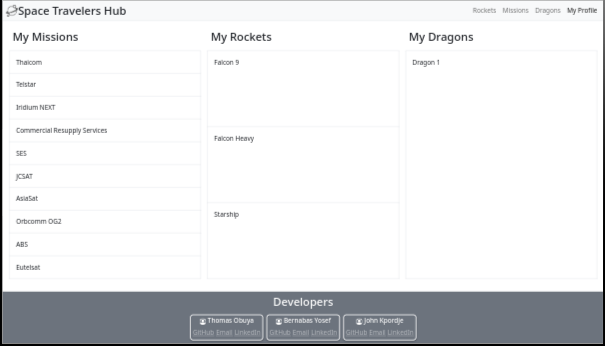 Space Travelers Hub
Rockets Missions Dragons My Profile
My Missions
Thaicom
Telstar
Iridium NEXT
Commercial Resupply Services
SES
JCSAT
AsiaSat
Orbcomm OG2
ABS
Eutelsat
My Rockets
Falcon 9
Falcon Heavy
Starship
My Dragons
Dragon 1
Developers
Thomas Obuya
GitHub Email LinkedIn
Bernabas Yosef
GitHub Email LinkedIn
John Kpordje
GitHub Email LinkedIn